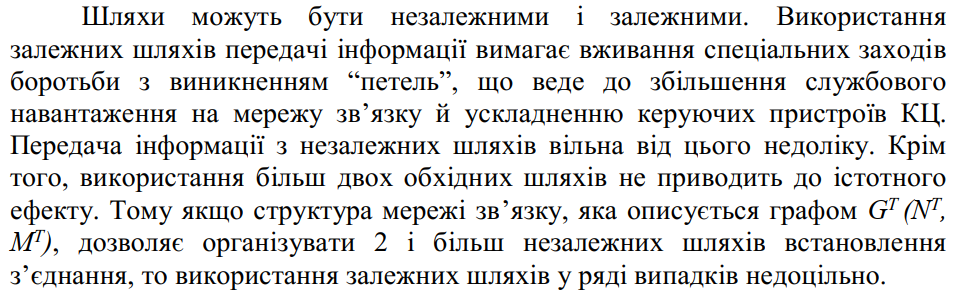 Шляхи можуть бути незалежними і залежними. Використання
залежних шляхів передачі інформації вимагає вживання спеціальних заходів
боротьби з виникненням “петель”, що веде до збільшення службового
навантаження на мережу зв’язку й ускладненню керуючих пристроїв КЦ.
Передача інформації з незалежних шляхів вільна від цього недоліку. Крім
того, використання більш двох обхідних шляхів не приводить до істотного
ефекту. Тому якщо структура мережі зв’язку, яка описується графом Gᵀ (Nᵀ,
Mᵀ), дозволяє організувати 2 і більш незалежних шляхів встановлення
з’єднання, то використання залежних шляхів у ряді випадків недоцільно.